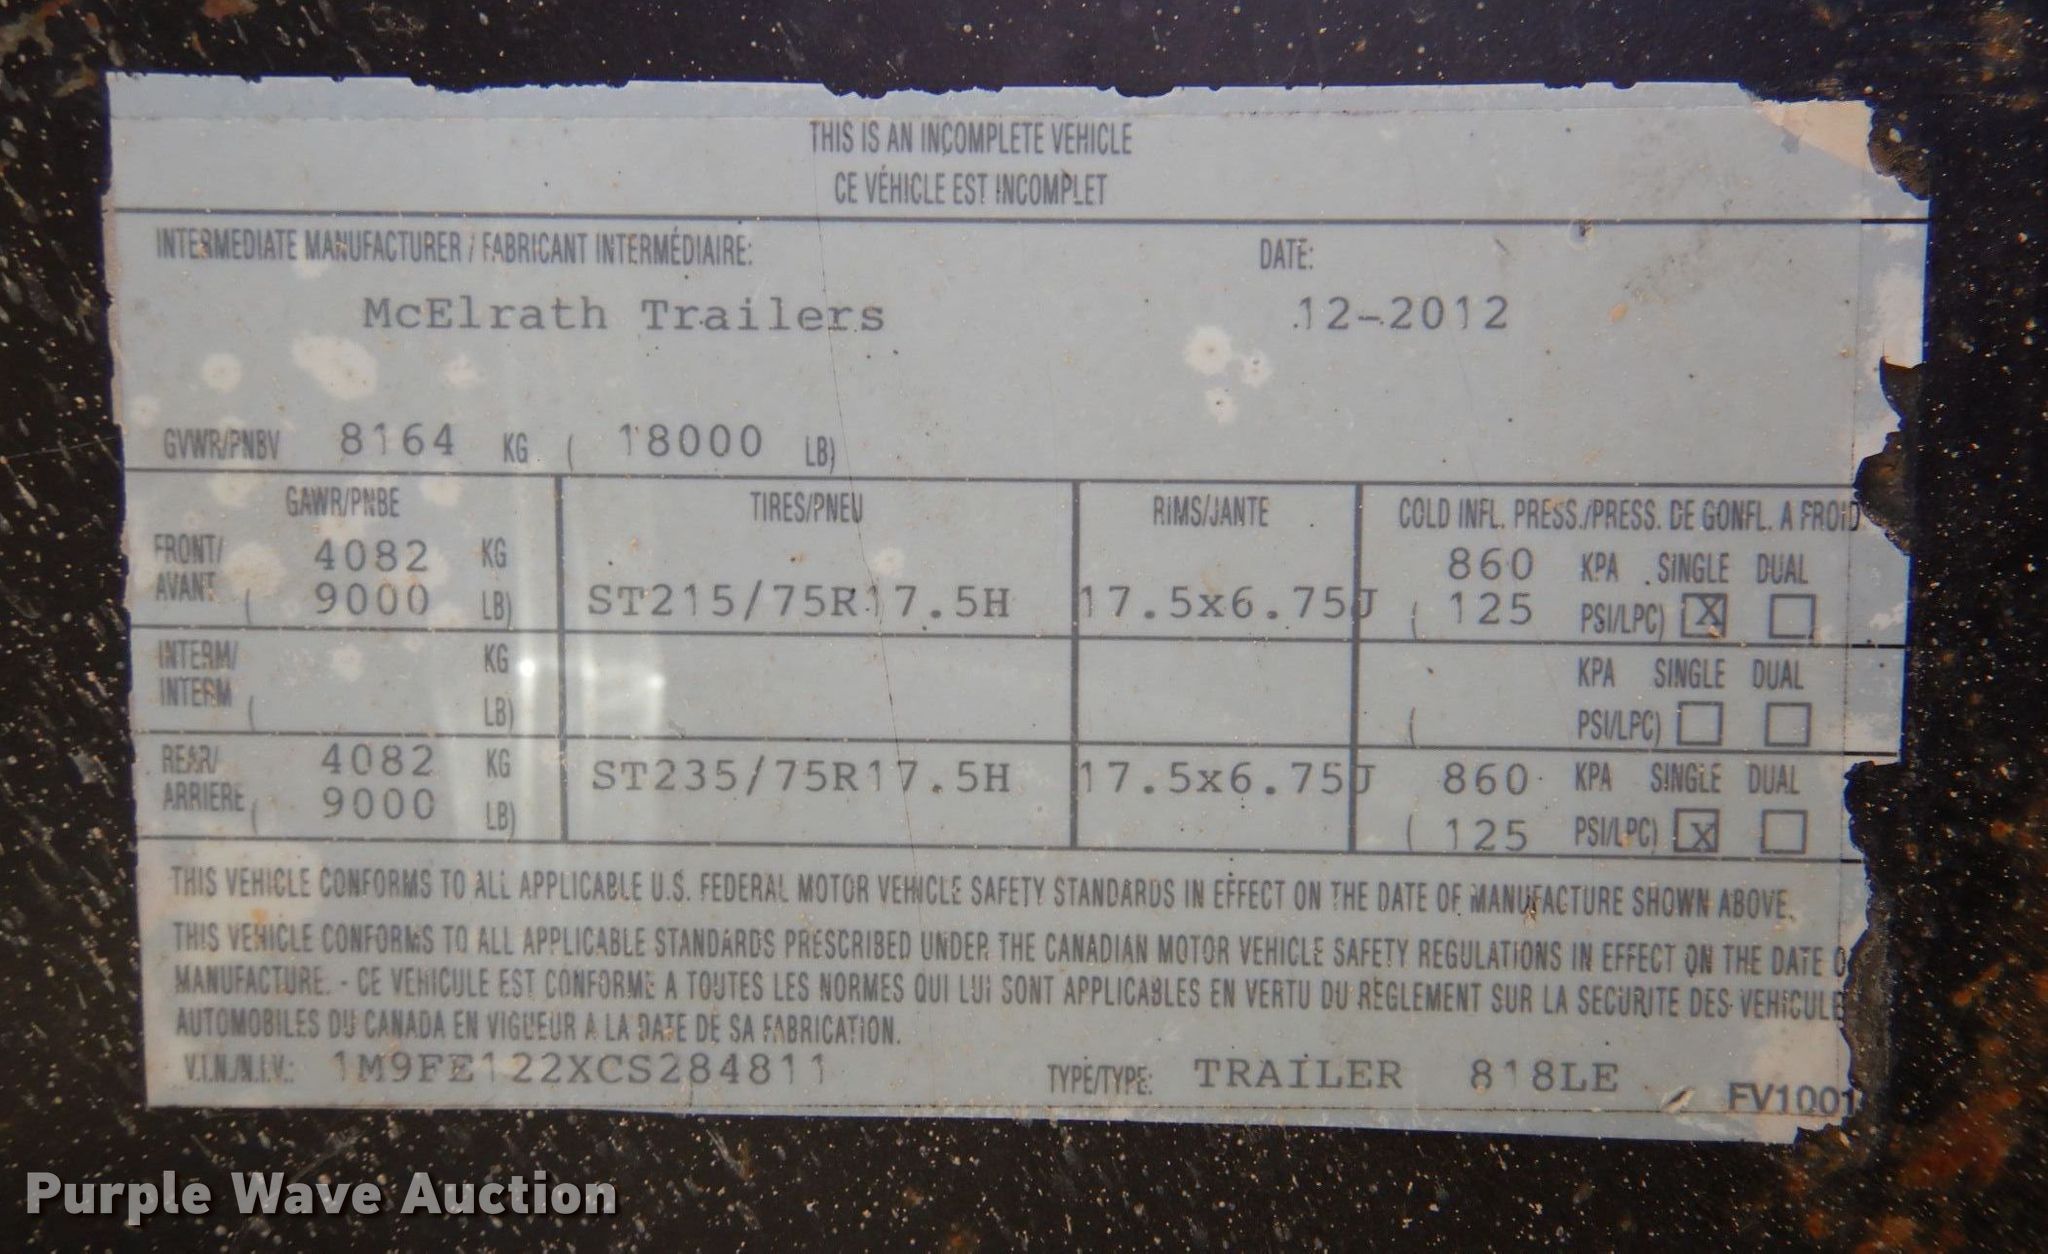 THIS IS AN INCOMPLETE VEHICLE
CE VÉHICLE EST INCOMPLET
INTERMEDIATE MANUFACTURER / FABRICANT INTERMÉDIAIRE: DATE:
McElrath Trailers 12-2012
GVWR/PNBV 8164 KG ( 18000 LB)
GAWR/PNBE TIRES/PNEU RIMS/JANTE COLD INFL. PRESS./PRESS. DE GONFL. A FROID
FRONT/ 4082 KG 860 KPA SINGLE DUAL
AVANT ( 9000 LB) ST215/75R17.5H 17.5x6.75J ( 125 PSI/LPC) X
INTERM/ KG KPA SINGLE DUAL
INTERM ( LB) ( PSI/LPC)
REAR/ 4082 KG ST235/75R17.5H 17.5x6.75J 860 KPA SINGLE DUAL
ARRIERE ( 9000 LB) ( 125 PSI/LPC) X
THIS VEHICLE CONFORMS TO ALL APPLICABLE U.S. FEDERAL MOTOR VEHICLE SAFETY STANDARDS IN EFFECT ON THE DATE OF MANUFACTURE SHOWN ABOVE.
THIS VEHICLE CONFORMS TO ALL APPLICABLE STANDARDS PRESCRIBED UNDER THE CANADIAN MOTOR VEHICLE SAFETY REGULATIONS IN EFFECT ON THE DATE O
MANUFACTURE. - CE VEHICULE EST CONFORME A TOUTES LES NORMES QUI LUI SONT APPLICABLES EN VERTU DU REGLEMENT SUR LA SECURITE DES VEHICULE
AUTOMOBILES DU CANADA EN VIGUEUR A LA DATE DE SA FABRICATION.
V.I.N./N.I.V.: 1M9FE122XCS284811 TYPE/TYPE: TRAILER 818LE FV1001
Purple Wave Auction